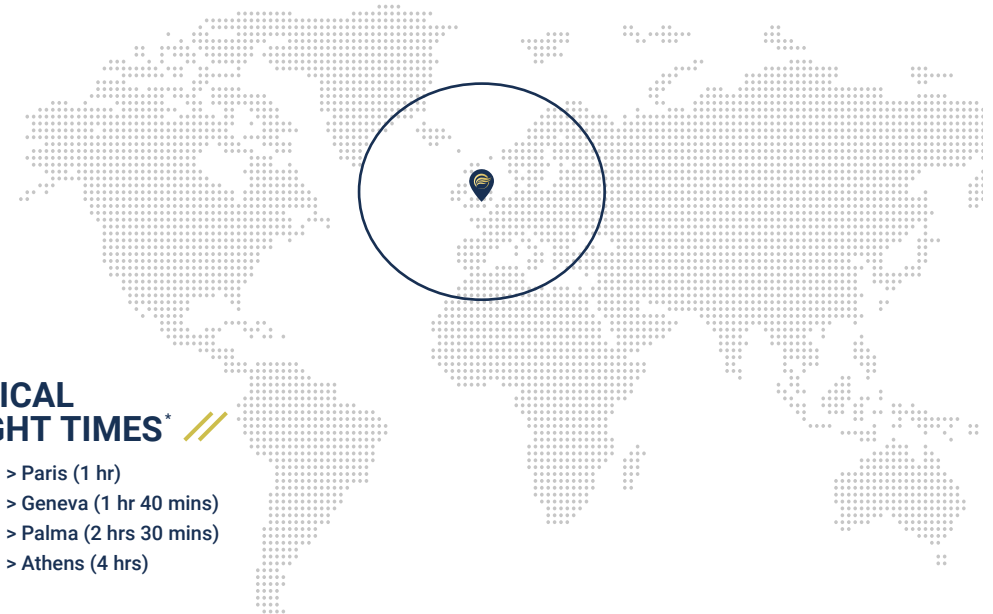 ICAL
GHT TIMES*
> Paris (1 hr)
> Geneva (1 hr 40 mins)
> Palma (2 hrs 30 mins)
> Athens (4 hrs)